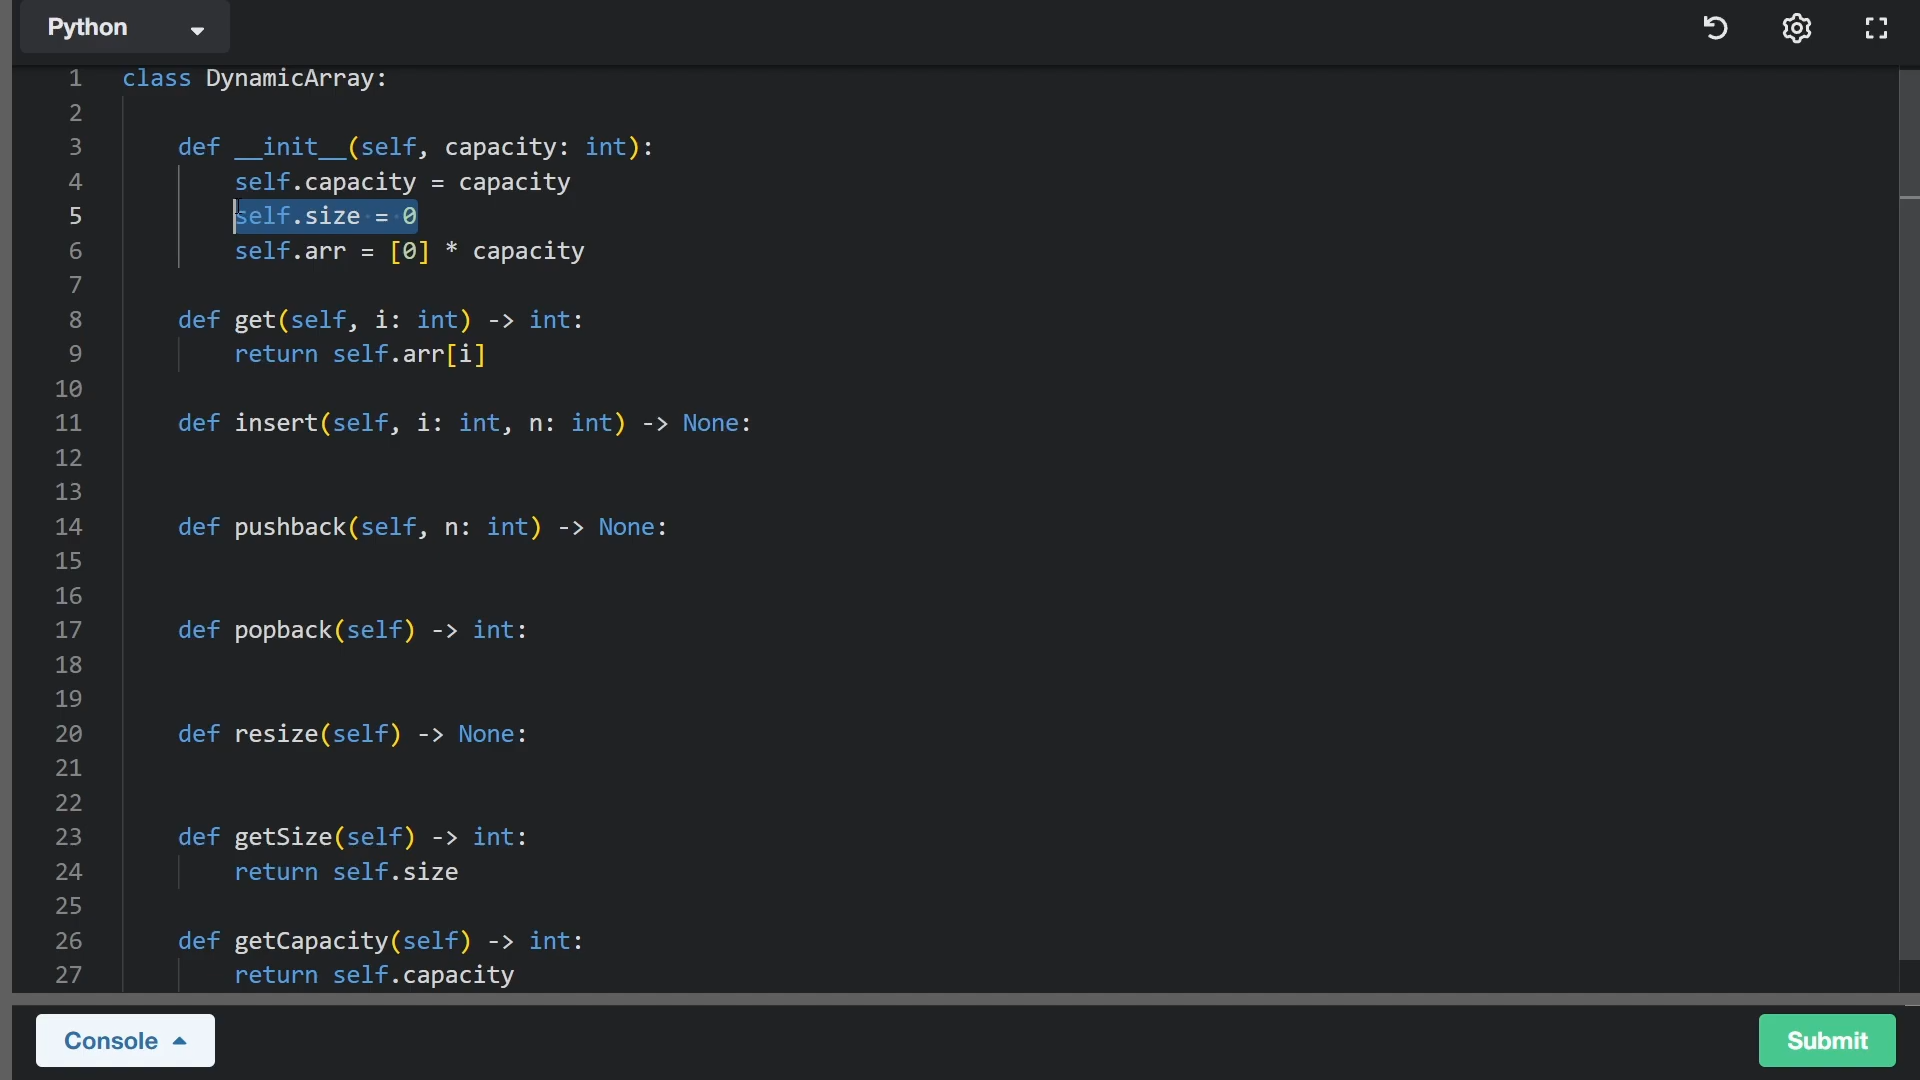 Python
1 class DynamicArray:
2
3 def __init__(self, capacity: int):
4 self.capacity = capacity
5 self.size = 0
6 self.arr = [0] * capacity
7
8 def get(self, i: int) -> int:
9 return self.arr[i]
10
11 def insert(self, i: int, n: int) -> None:
12
13
14 def pushback(self, n: int) -> None:
15
16
17 def popback(self) -> int:
18
19
20 def resize(self) -> None:
21
22
23 def getSize(self) -> int:
24 return self.size
25
26 def getCapacity(self) -> int:
27 return self.capacity
Console
Submit